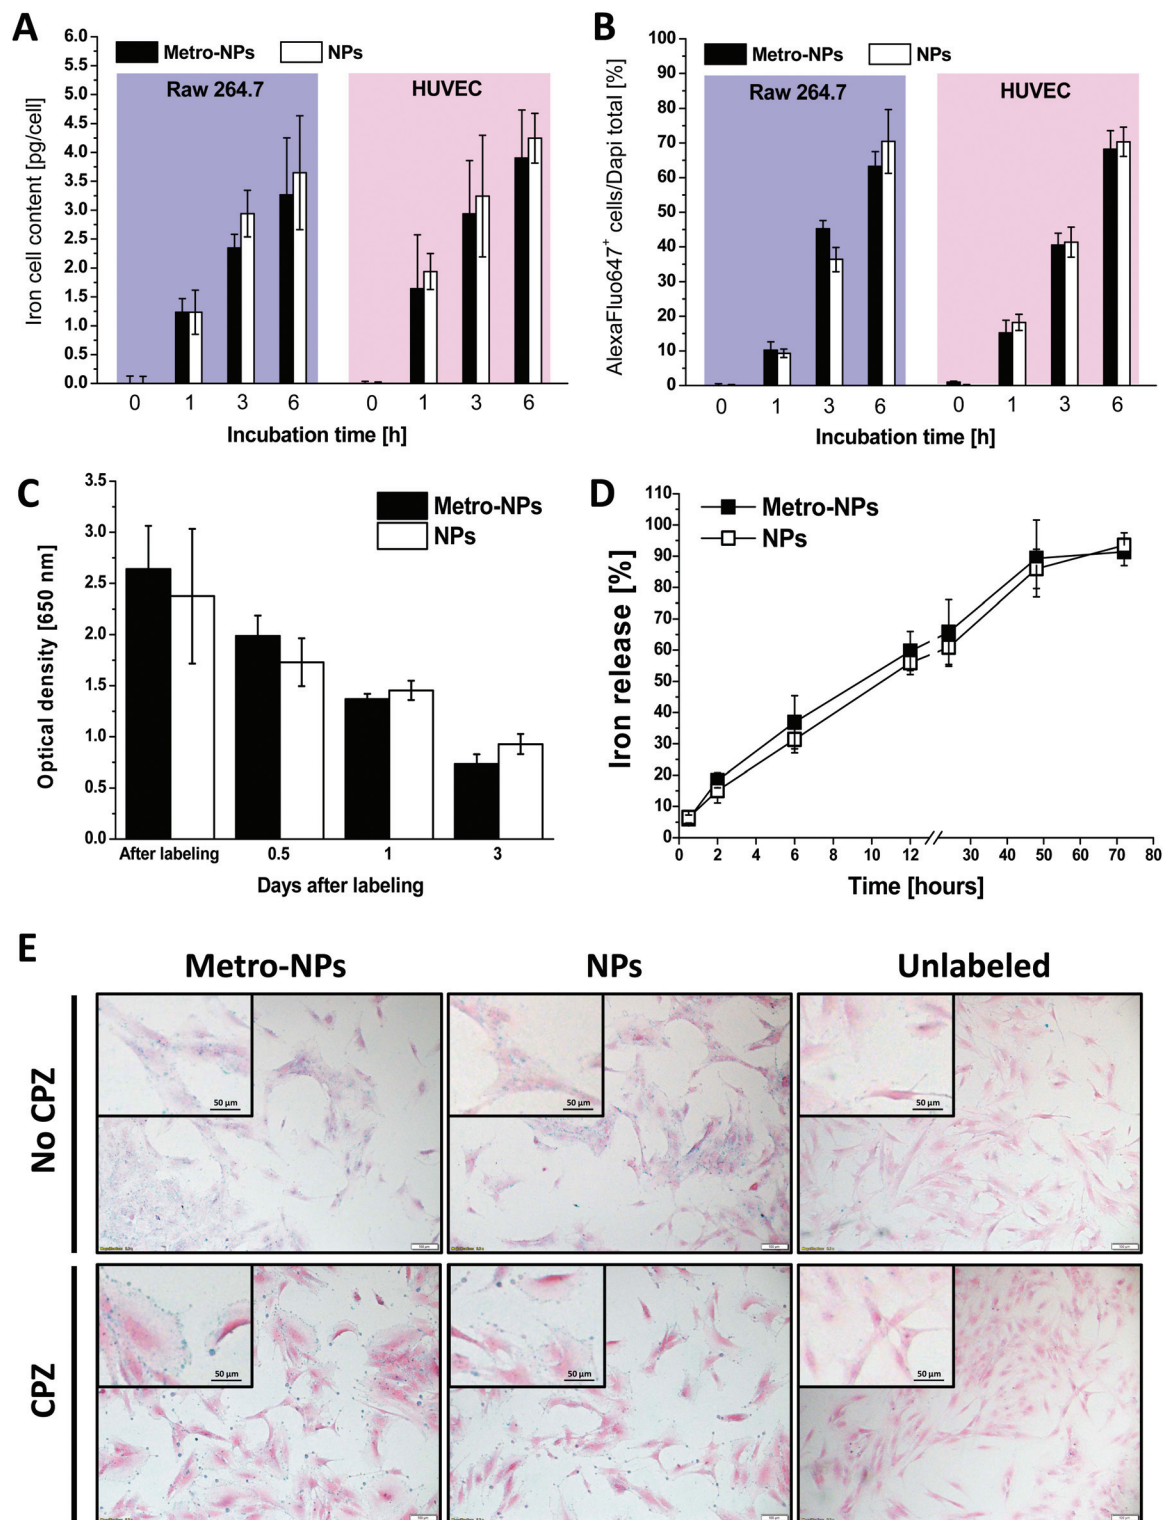 A
Metro-NPs
NPs
Raw 264.7
HUVEC
Iron cell content [pg/cell]
6.0
5.5
5.0
4.5
4.0
3.5
3.0
2.5
2.0
1.5
1.0
0.5
0.0
0 1 3 6 0 1 3 6
Incubation time [h]
B
Metro-NPs
NPs
Raw 264.7
HUVEC
AlexaFluo647+ cells/Dapi total [%]
100
90
80
70
60
50
40
30
20
10
0
0 1 3 6 0 1 3 6
Incubation time [h]
C
Metro-NPs
NPs
Optical density [650 nm]
3.5
3.0
2.5
2.0
1.5
1.0
0.5
0.0
After labeling 0.5 1 3
Days after labeling
D
Metro-NPs
NPs
Iron release [%]
110
100
90
80
70
60
50
40
30
20
10
0
0 2 4 6 8 10 12 30 40 50 60 70 80
Time [hours]
E
Metro-NPs NPs Unlabeled
No CPZ
50 µm 50 µm 50 µm
CPZ
50 µm 50 µm 50 µm